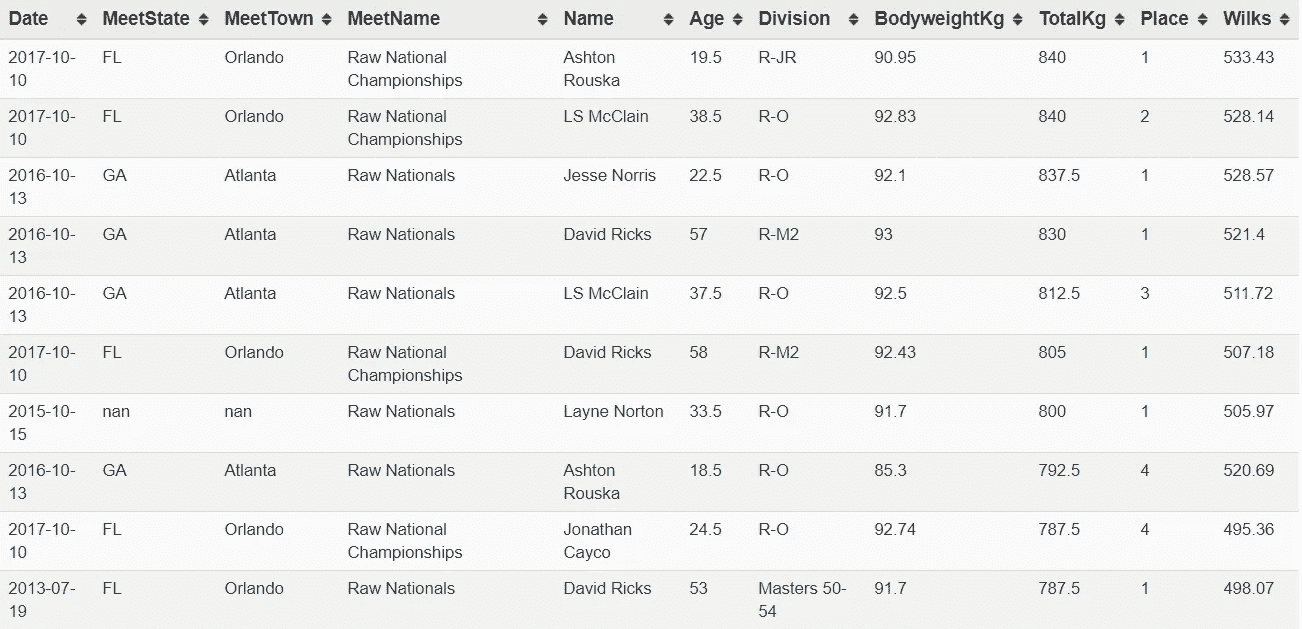 Date MeetState MeetTown MeetName Name Age Division BodyweightKg TotalKg Place Wilks
2017-10- FL Orlando Raw National Ashton 19.5 R-JR 90.95 840 1 533.43
10 Championships Rouska
2017-10- FL Orlando Raw National LS McClain 38.5 R-O 92.83 840 2 528.14
10 Championships
2016-10- GA Atlanta Raw Nationals Jesse Norris 22.5 R-O 92.1 837.5 1 528.57
13
2016-10- GA Atlanta Raw Nationals David Ricks 57 R-M2 93 830 1 521.4
13
2016-10- GA Atlanta Raw Nationals LS McClain 37.5 R-O 92.5 812.5 3 511.72
13
2017-10- FL Orlando Raw National David Ricks 58 R-M2 92.43 805 1 507.18
10 Championships
2015-10- nan nan Raw Nationals Layne Norton 33.5 R-O 91.7 800 1 505.97
15
2016-10- GA Atlanta Raw Nationals Ashton 18.5 R-O 85.3 792.5 4 520.69
13 Rouska
2017-10- FL Orlando Raw National Jonathan 24.5 R-O 92.74 787.5 4 495.36
10 Championships Cayco
2013-07- FL Orlando Raw Nationals David Ricks 53 Masters 50- 91.7 787.5 1 498.07
19 54